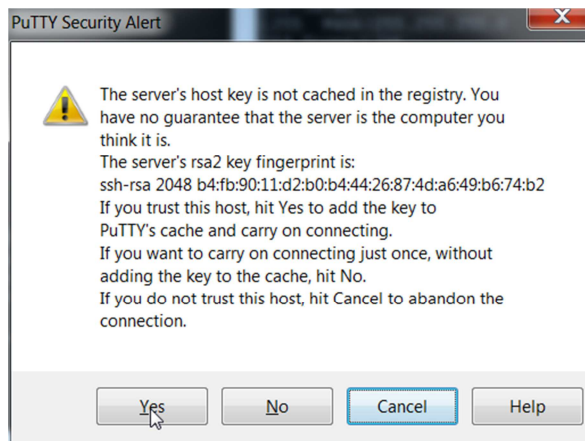 PuTTY Security Alert
The server's host key is not cached in the registry. You
have no guarantee that the server is the computer you
think it is.
The server's rsa2 key fingerprint is:
ssh-rsa 2048 b4:fb:90:11:d2:b0:b4:44:26:87:4d:a6:49:b6:74:b2
If you trust this host, hit Yes to add the key to
PuTTY's cache and carry on connecting.
If you want to carry on connecting just once, without
adding the key to the cache, hit No.
If you do not trust this host, hit Cancel to abandon the
connection.
Yes No Cancel Help